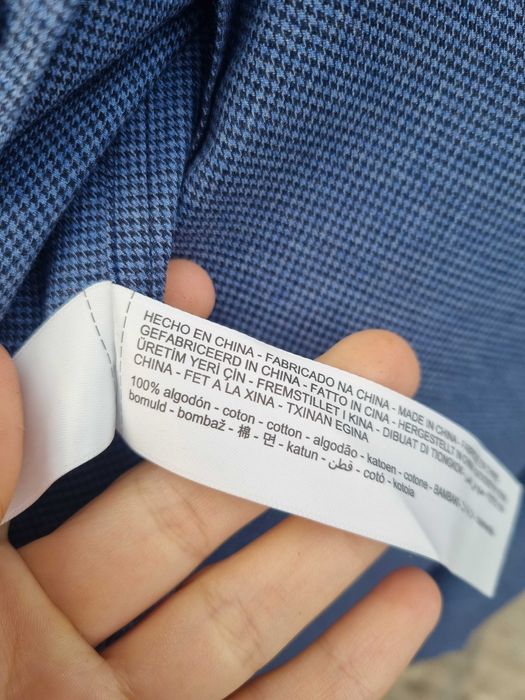 HECHO EN CHINA - FABRICADO NA CHINA - MADE IN CHINA -
GEFABRICEERD IN CHINA - FATTO IN CINA - HERGESTELLT IN
ÜRETİM YERİ ÇİN - FREMSTILLET I KINA - DIBUAT DI TIONGKOK -
CHINA - FET A LA XINA - TXINAN EGINA
100% algodón - coton - cotton - algodão - katoen - cotone - ΒΑΜΒΑΚΙ -
bomuld - bombaž - 棉 - 면 - katun - قطن - cotó - kotoia